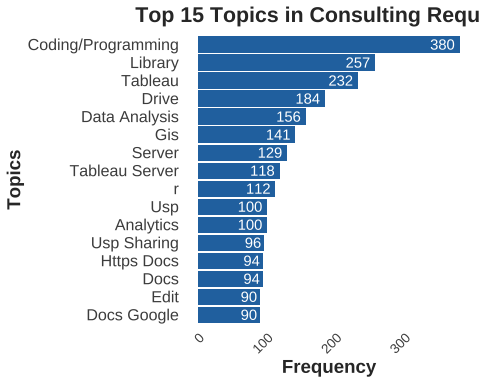 Top 15 Topics in Consulting Requ
Coding/Programming 380
Library 257
Tableau 232
Drive 184
Data Analysis 156
Gis 141
Server 129
Tableau Server 118
r 112
Usp 100
Analytics 100
Usp Sharing 96
Https Docs 94
Docs 94
Edit 90
Docs Google 90
Topics
0 100 200 300
Frequency